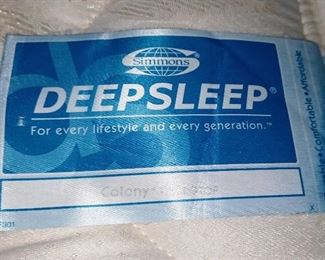 Simmons
DEEPSLEEP®
For every lifestyle and every generation.™
Colony
Comfortable • Affordable